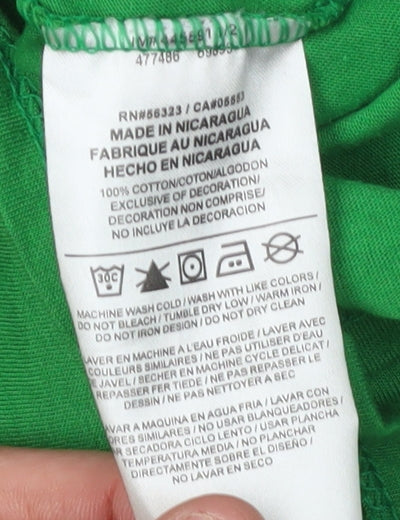 477486
RN#56323 / CA#05553
MADE IN NICARAGUA
FABRIQUE AU NICARAGUA
HECHO EN NICARAGUA
100% COTTON/COTON/ALGODON
EXCLUSIVE OF DECORATION/
DECORATION NON COMPRISE/
NO INCLUYE LA DECORACION
30C
MACHINE WASH COLD / WASH WITH LIKE COLORS /
DO NOT BLEACH / TUMBLE DRY LOW / WARM IRON /
DO NOT IRON DESIGN / DO NOT DRY CLEAN
LAVER EN MACHINE A L'EAU FROIDE / LAVER AVEC
COULEURS SIMILAIRES / NE PAS UTILISER D'EAU
DE JAVEL / SECHER EN MACHINE CYCLE DELICAT /
REPASSER FER TIEDE / NE PAS REPASSER LE
DESSIN / NE PAS NETTOYER A SEC
LAVAR A MAQUINA EN AGUA FRIA / LAVAR CON
ORES SIMILARES / NO USAR BLANQUEADORES /
R SECADORA CICLO LENTO / USAR PLANCHA
TEMPERATURA MEDIA / NO PLANCHAR
DIRECTAMENTE SOBRE EL DISEÑO /
NO LAVAR EN SECO